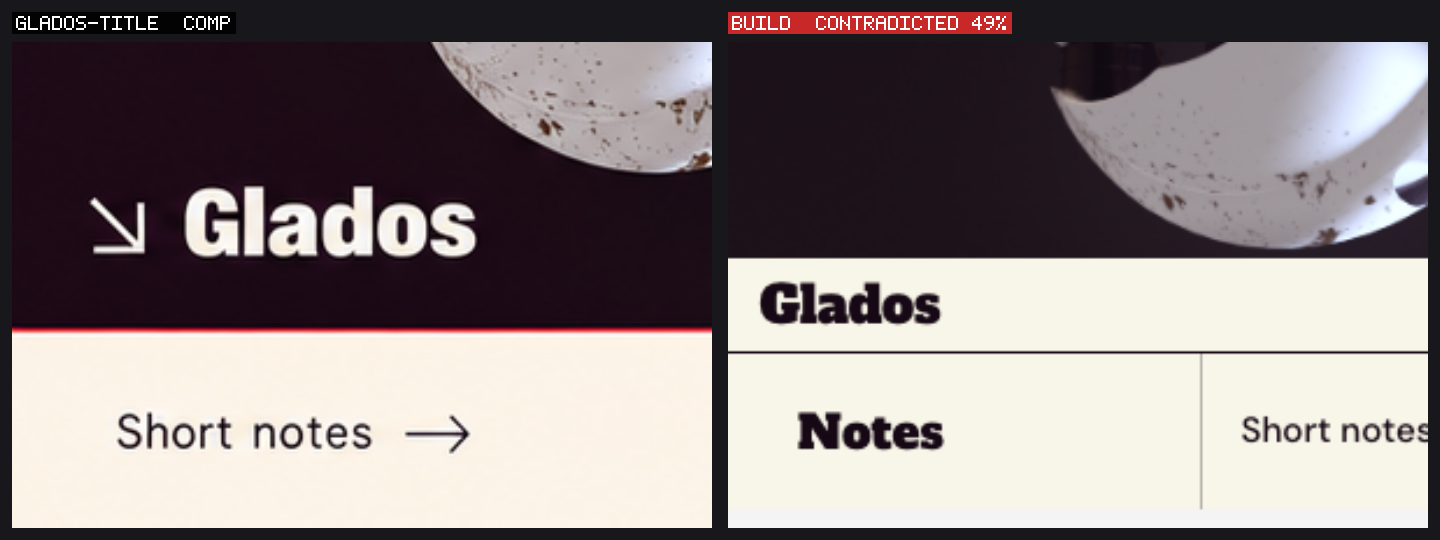 GLADOS-TITLE COMP
Glados
Short notes
BUILD CONTRADICTED 49%
Glados
Notes
Short notes